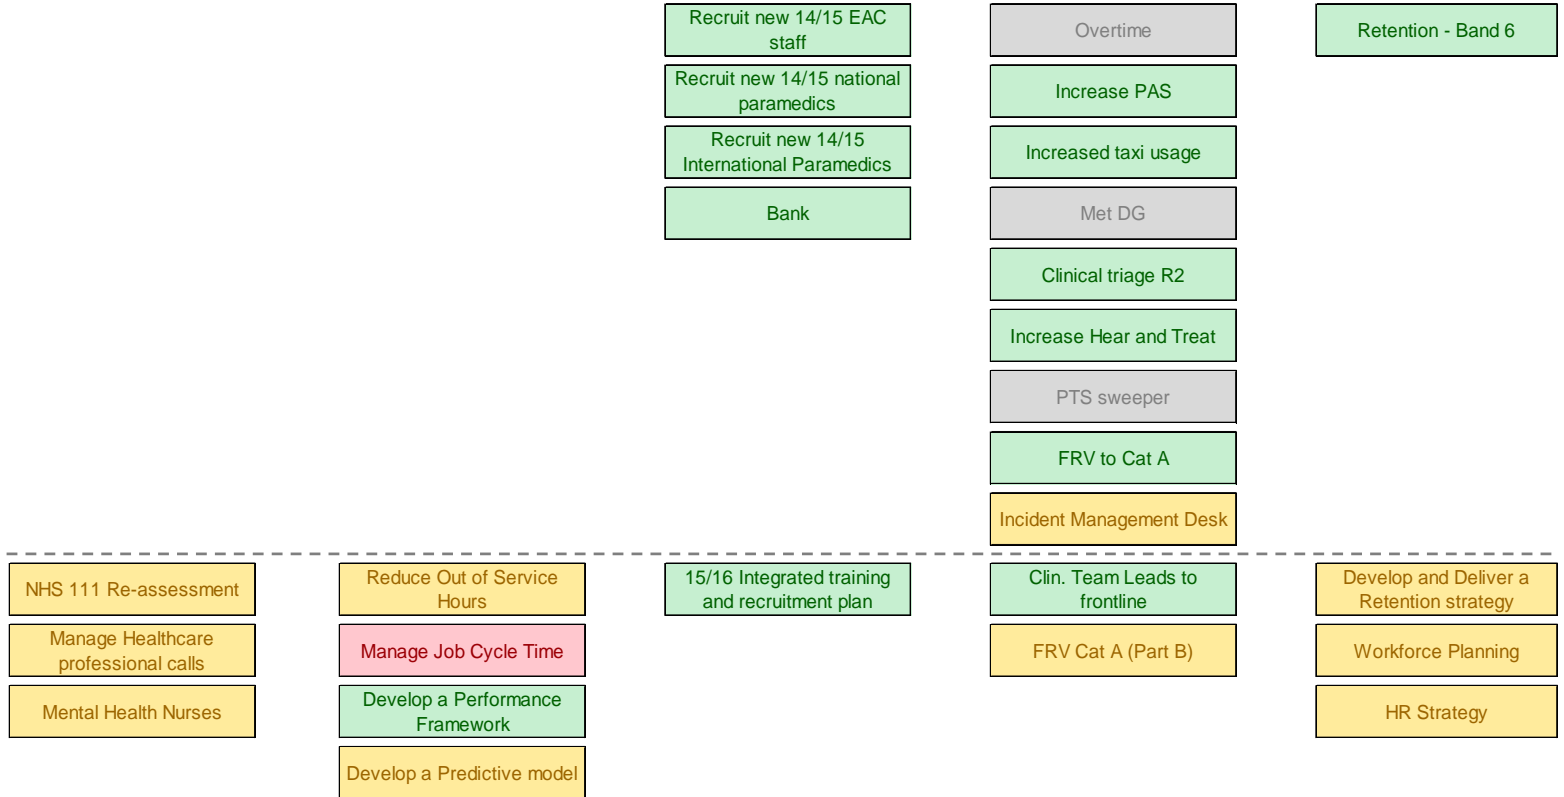 Recruit new 14/15 EAC
staff
Overtime
Retention - Band 6
Recruit new 14/15 national
paramedics
Increase PAS
Recruit new 14/15
International Paramedics
Increased taxi usage
Bank
Met DG
Clinical triage R2
Increase Hear and Treat
PTS sweeper
FRV to Cat A
Incident Management Desk
NHS 111 Re-assessment
Reduce Out of Service
Hours
15/16 Integrated training
and recruitment plan
Clin. Team Leads to
frontline
Develop and Deliver a
Retention strategy
Manage Healthcare
professional calls
Manage Job Cycle Time
FRV Cat A (Part B)
Workforce Planning
Mental Health Nurses
Develop a Performance
Framework
HR Strategy
Develop a Predictive model